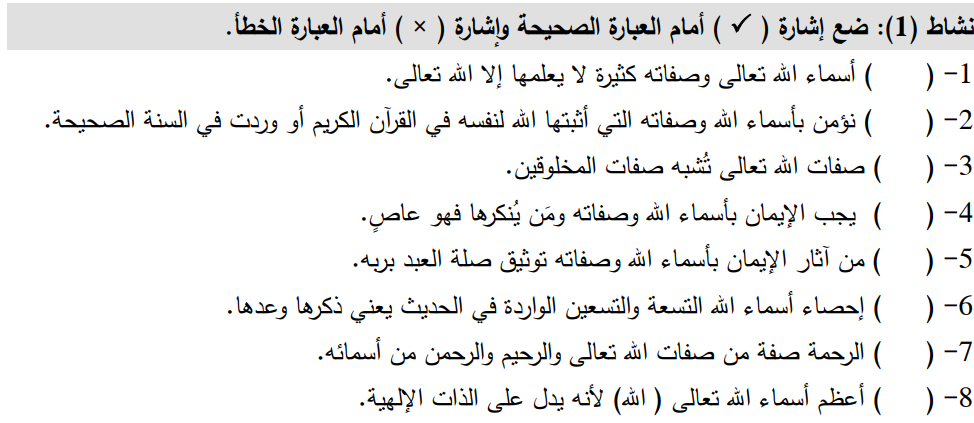 نشاط (1): ضع إشارة ( ✓ ) أمام العبارة الصحيحة وإشارة ( × ) أمام العبارة الخطأ.
1- (    ) أسماء الله تعالى وصفاته كثيرة لا يعلمها إلا الله تعالى.
2- (    ) نؤمن بأسماء الله وصفاته التي أثبتها الله لنفسه في القرآن الكريم أو وردت في السنة الصحيحة.
3- (    ) صفات الله تعالى تُشبه صفات المخلوقين.
4- (    ) يجب الإيمان بأسماء الله وصفاته ومَن يُنكرها فهو عاصٍ.
5- (    ) من آثار الإيمان بأسماء الله وصفاته توثيق صلة العبد بربه.
6- (    ) إحصاء أسماء الله التسعة والتسعين الواردة في الحديث يعني ذكرها وعدها.
7- (    ) الرحمة صفة من صفات الله تعالى والرحيم والرحمن من أسمائه.
8- (    ) أعظم أسماء الله تعالى ( الله) لأنه يدل على الذات الإلهية.